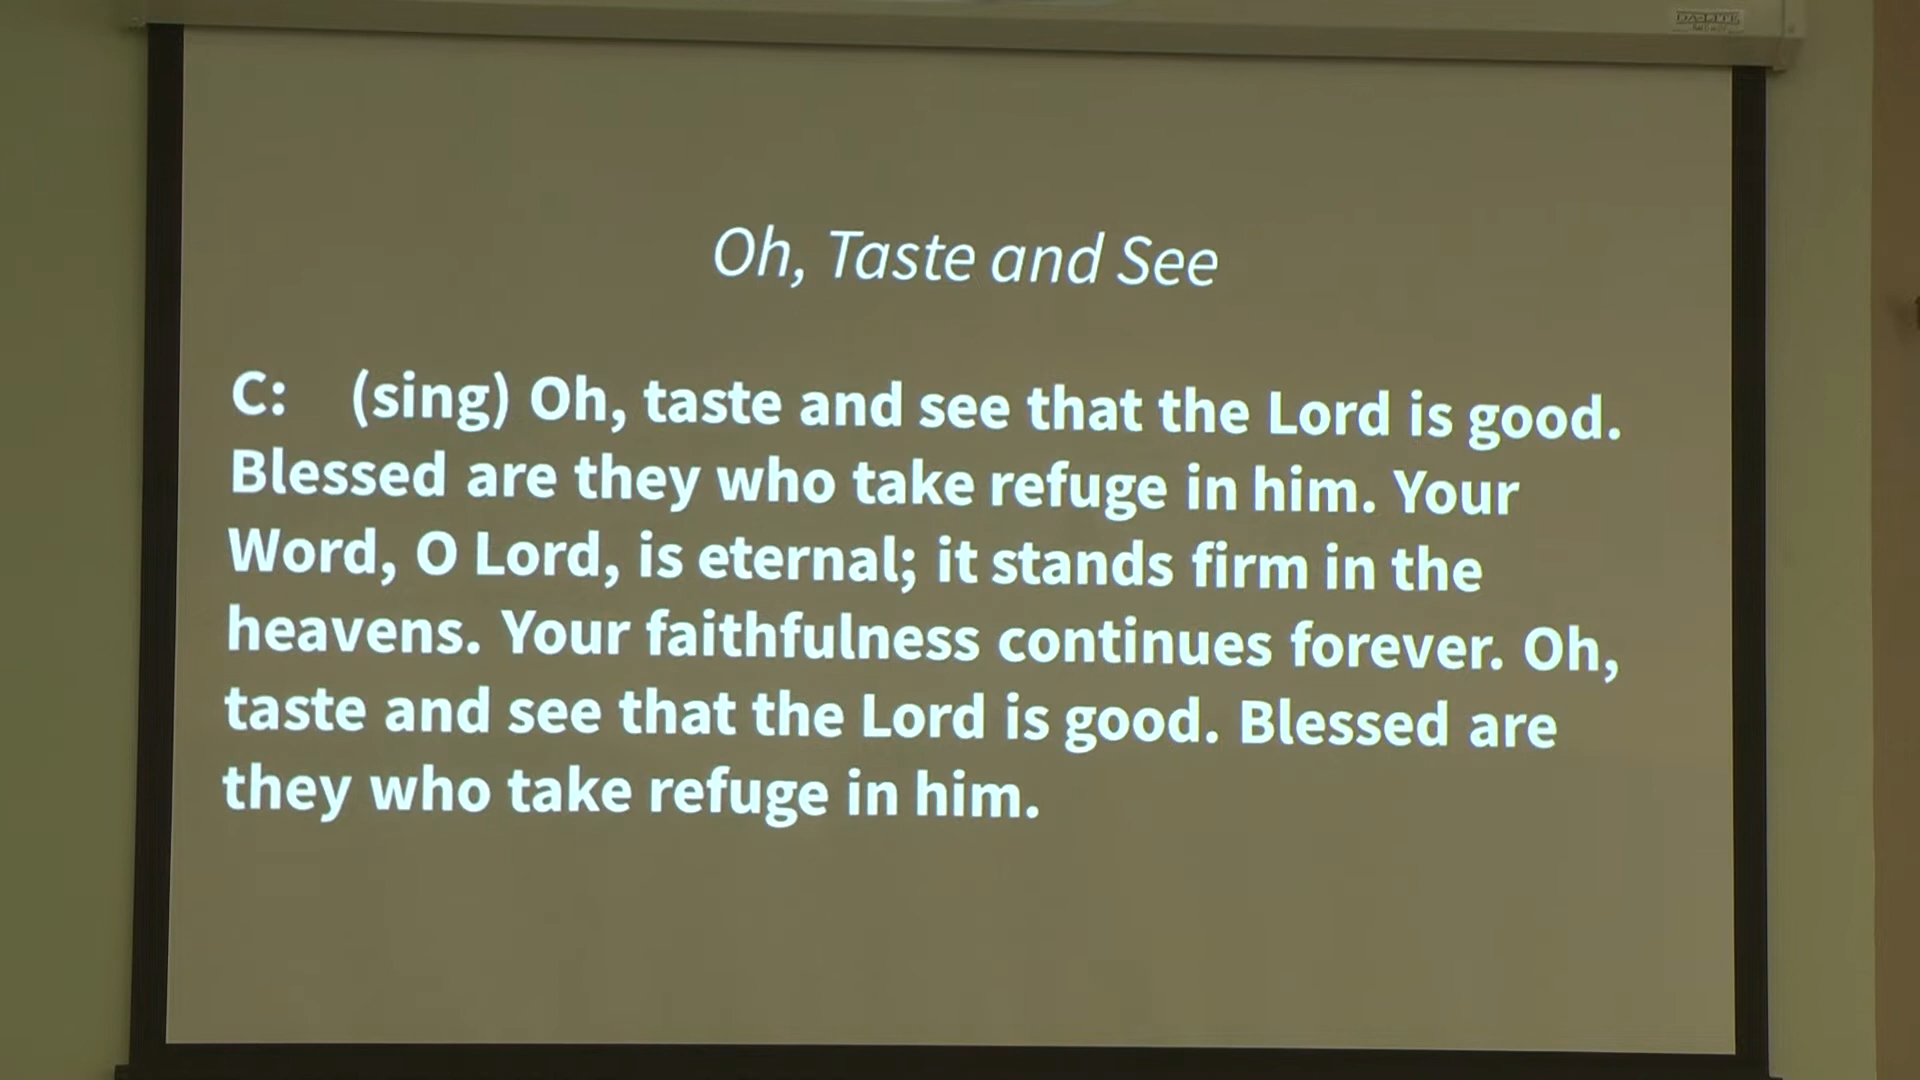 DA-LITE
Oh, Taste and See
C: (sing) Oh, taste and see that the Lord is good.
Blessed are they who take refuge in him. Your
Word, O Lord, is eternal; it stands firm in the
heavens. Your faithfulness continues forever. Oh,
taste and see that the Lord is good. Blessed are
they who take refuge in him.